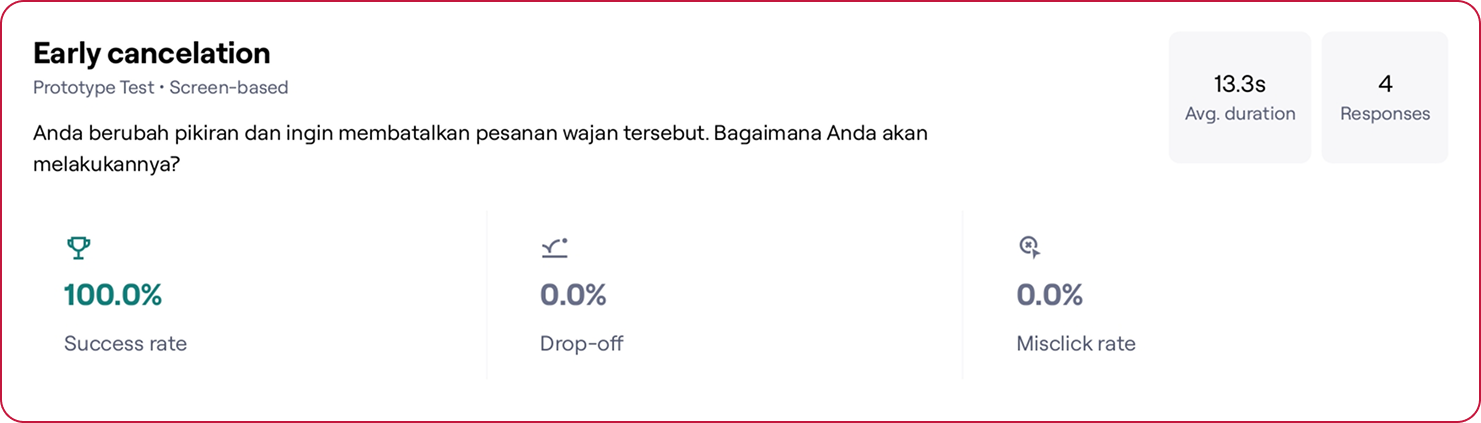 Early cancelation
Prototype Test • Screen-based
Anda berubah pikiran dan ingin membatalkan pesanan wajan tersebut. Bagaimana Anda akan
melakukannya?
13.3s
Avg. duration
4
Responses
100.0%
Success rate
0.0%
Drop-off
0.0%
Misclick rate